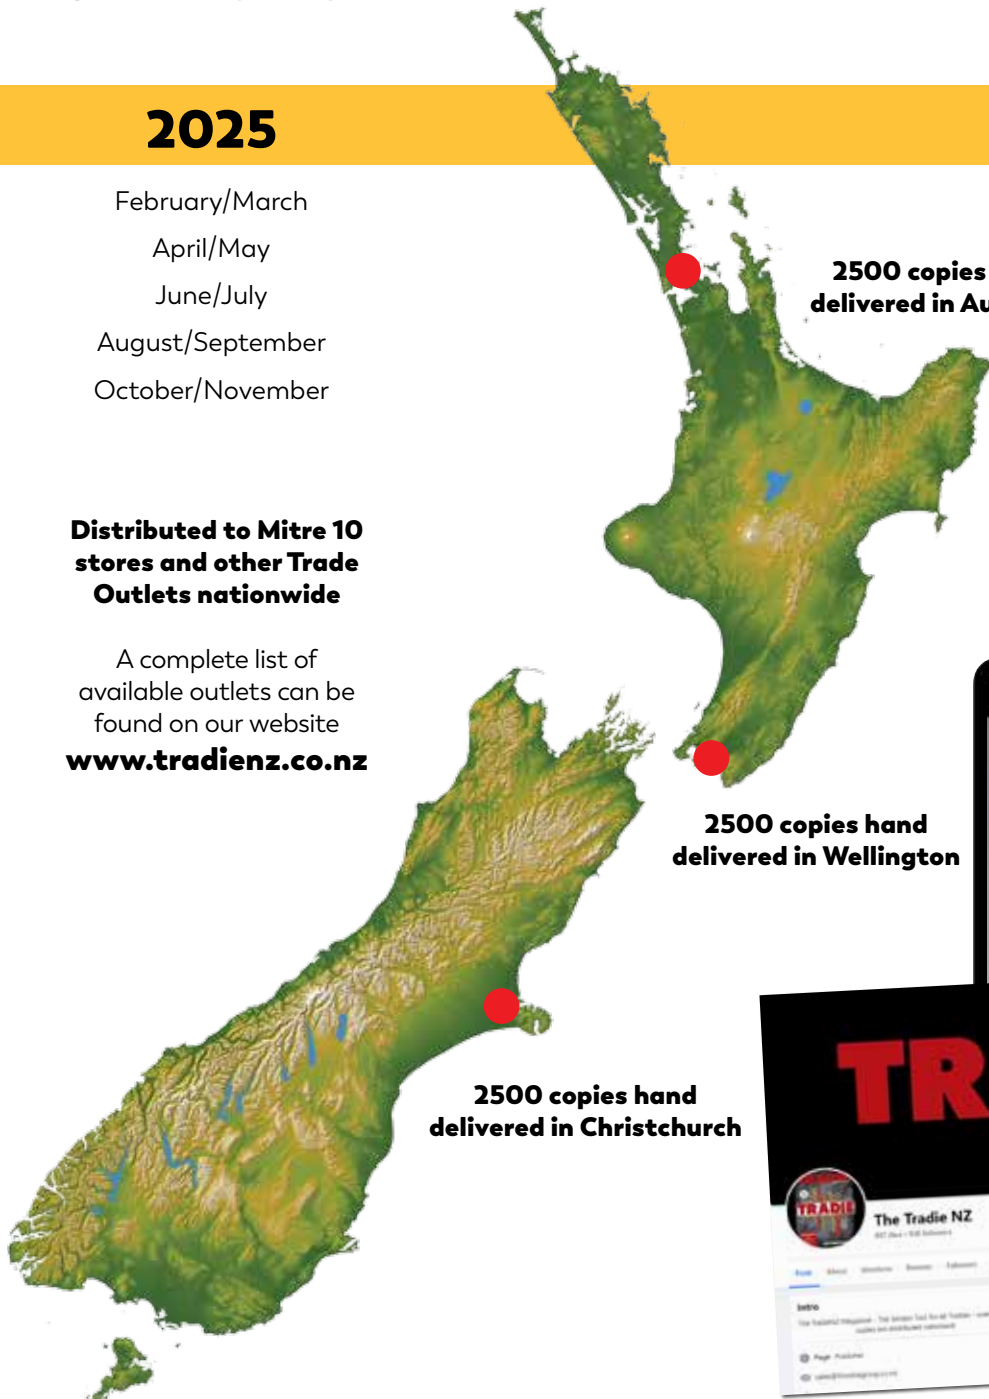 2025
February/March
April/May
June/July
August/September
October/November
2500 copies
delivered in Au
Distributed to Mitre 10
stores and other Trade
Outlets nationwide
A complete list of
available outlets can be
found on our website
www.tradienz.co.nz
2500 copies hand
delivered in Wellington
2500 copies hand
delivered in Christchurch
TR
TRADIE
The Tradie NZ
Intro